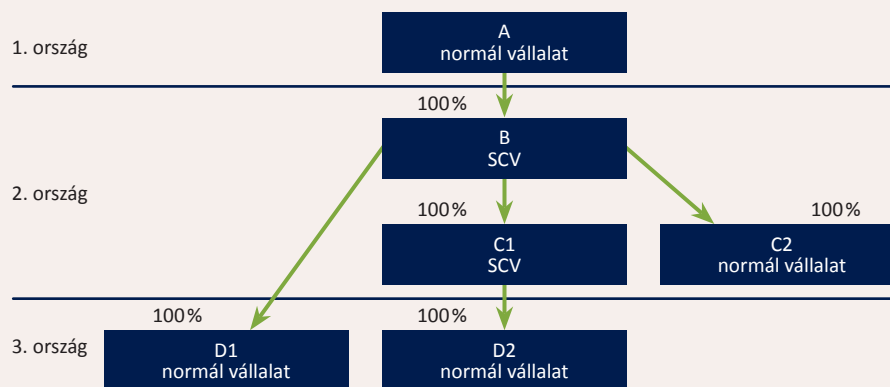 1. ország
A
normál vállalat
100 %
2. ország
B
SCV
100 %
C1
SCV
100 %
C2
normál vállalat
3. ország
100 %
D1
normál vállalat
100 %
D2
normál vállalat